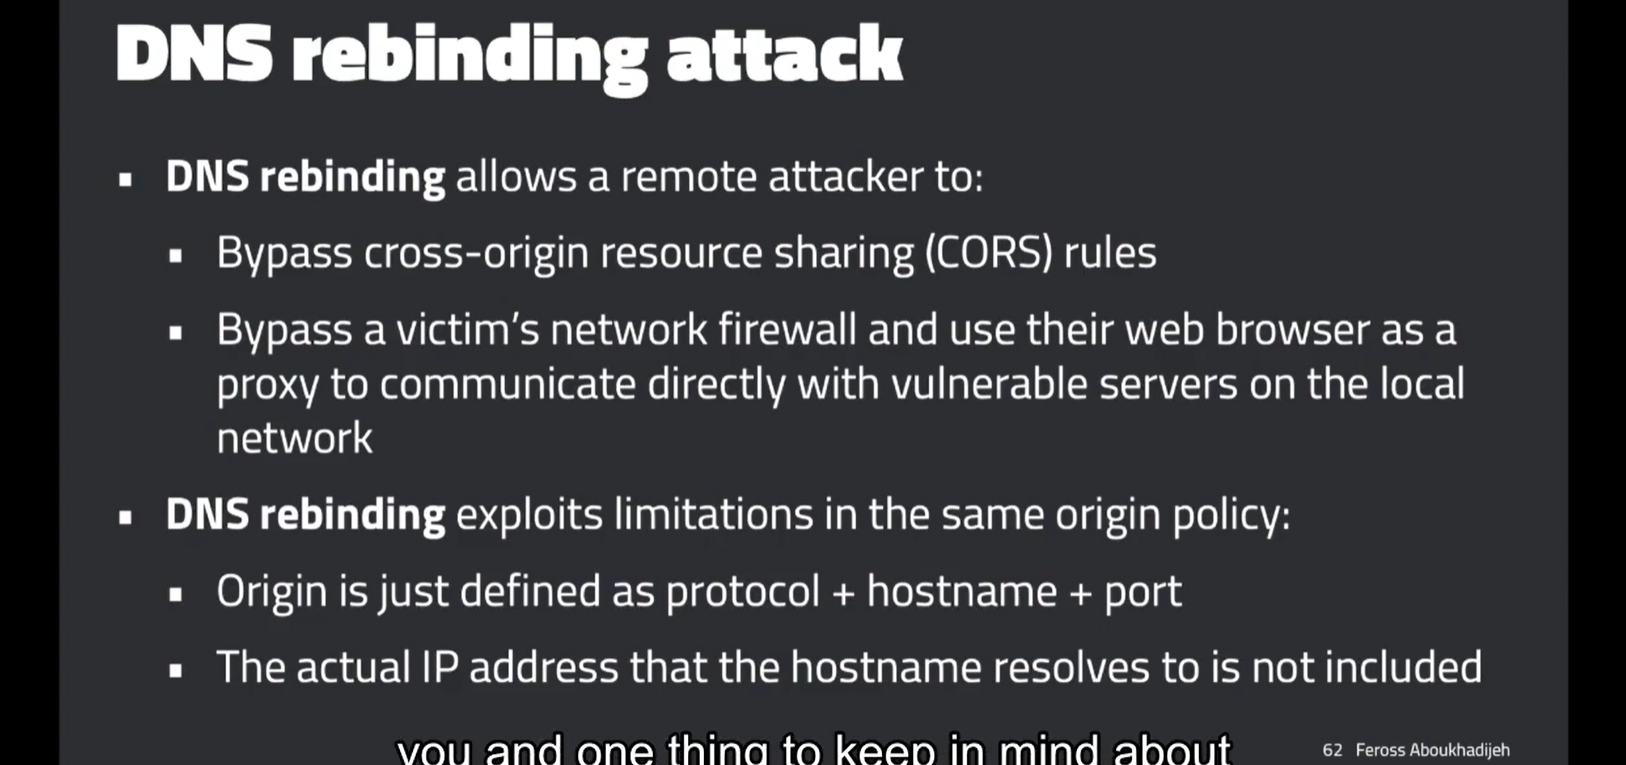 DNS rebinding attack
▪ DNS rebinding allows a remote attacker to:
▪ Bypass cross-origin resource sharing (CORS) rules
▪ Bypass a victim’s network firewall and use their web browser as a
proxy to communicate directly with vulnerable servers on the local
network
▪ DNS rebinding exploits limitations in the same origin policy:
▪ Origin is just defined as protocol + hostname + port
▪ The actual IP address that the hostname resolves to is not included
you and one thing to keep in mind about
62 Feross Aboukhadijeh